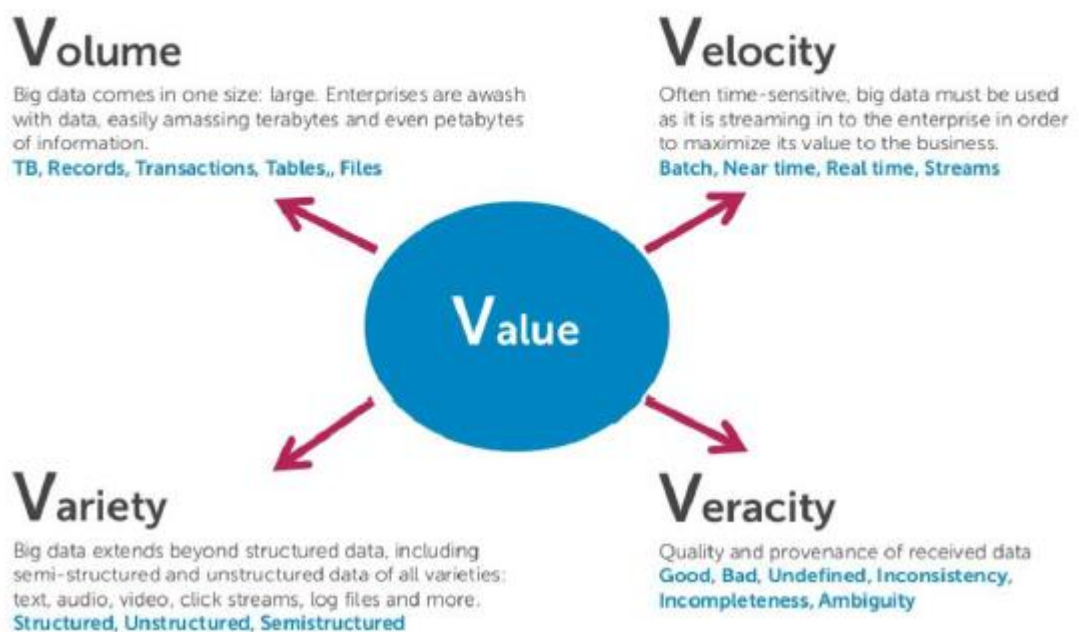 Volume
Big data comes in one size: large. Enterprises are awash
with data, easily amassing terabytes and even petabytes
of information.
TB, Records, Transactions, Tables,, Files
Velocity
Often time-sensitive, big data must be used
as it is streaming in to the enterprise in order
to maximize its value to the business.
Batch, Near time, Real time, Streams
Value
Variety
Big data extends beyond structured data, including
semi-structured and unstructured data of all varieties:
text, audio, video, click streams, log files and more.
Structured, Unstructured, Semistructured
Veracity
Quality and provenance of received data
Good, Bad, Undefined, Inconsistency,
Incompleteness, Ambiguity